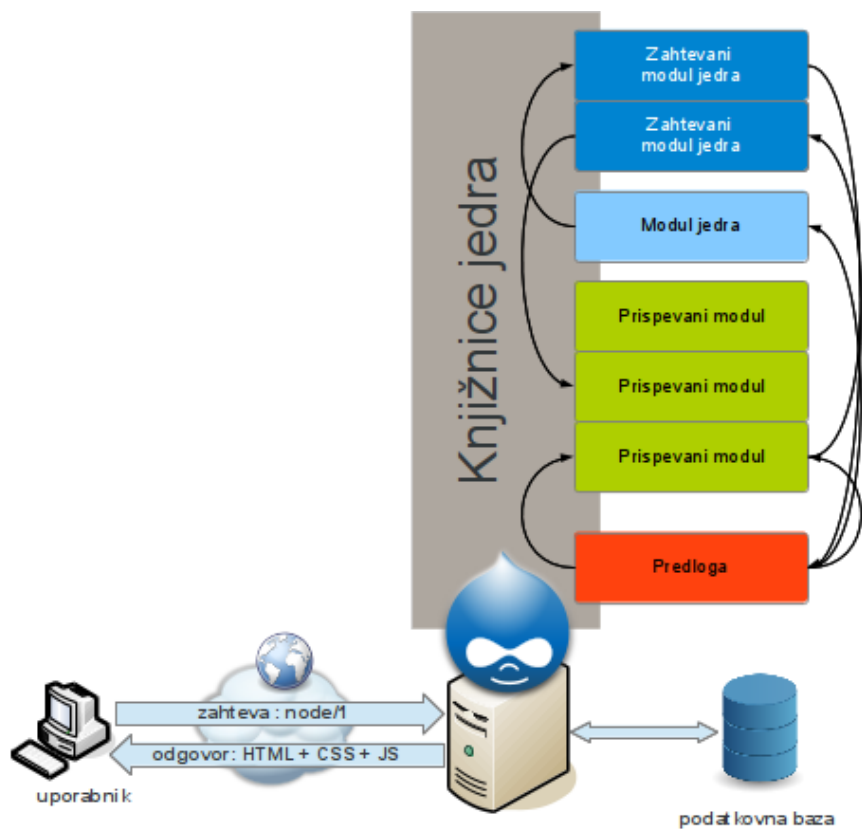 Zahtevani
modul jedra
Zahtevani
modul jedra
Modul jedra
Prispevani modul
Prispevani modul
Prispevani modul
Predloga
Knjižnice jedra
zahteva : node/1
odgovor: HTML + CSS + JS
uporabnik
podatkovna baza